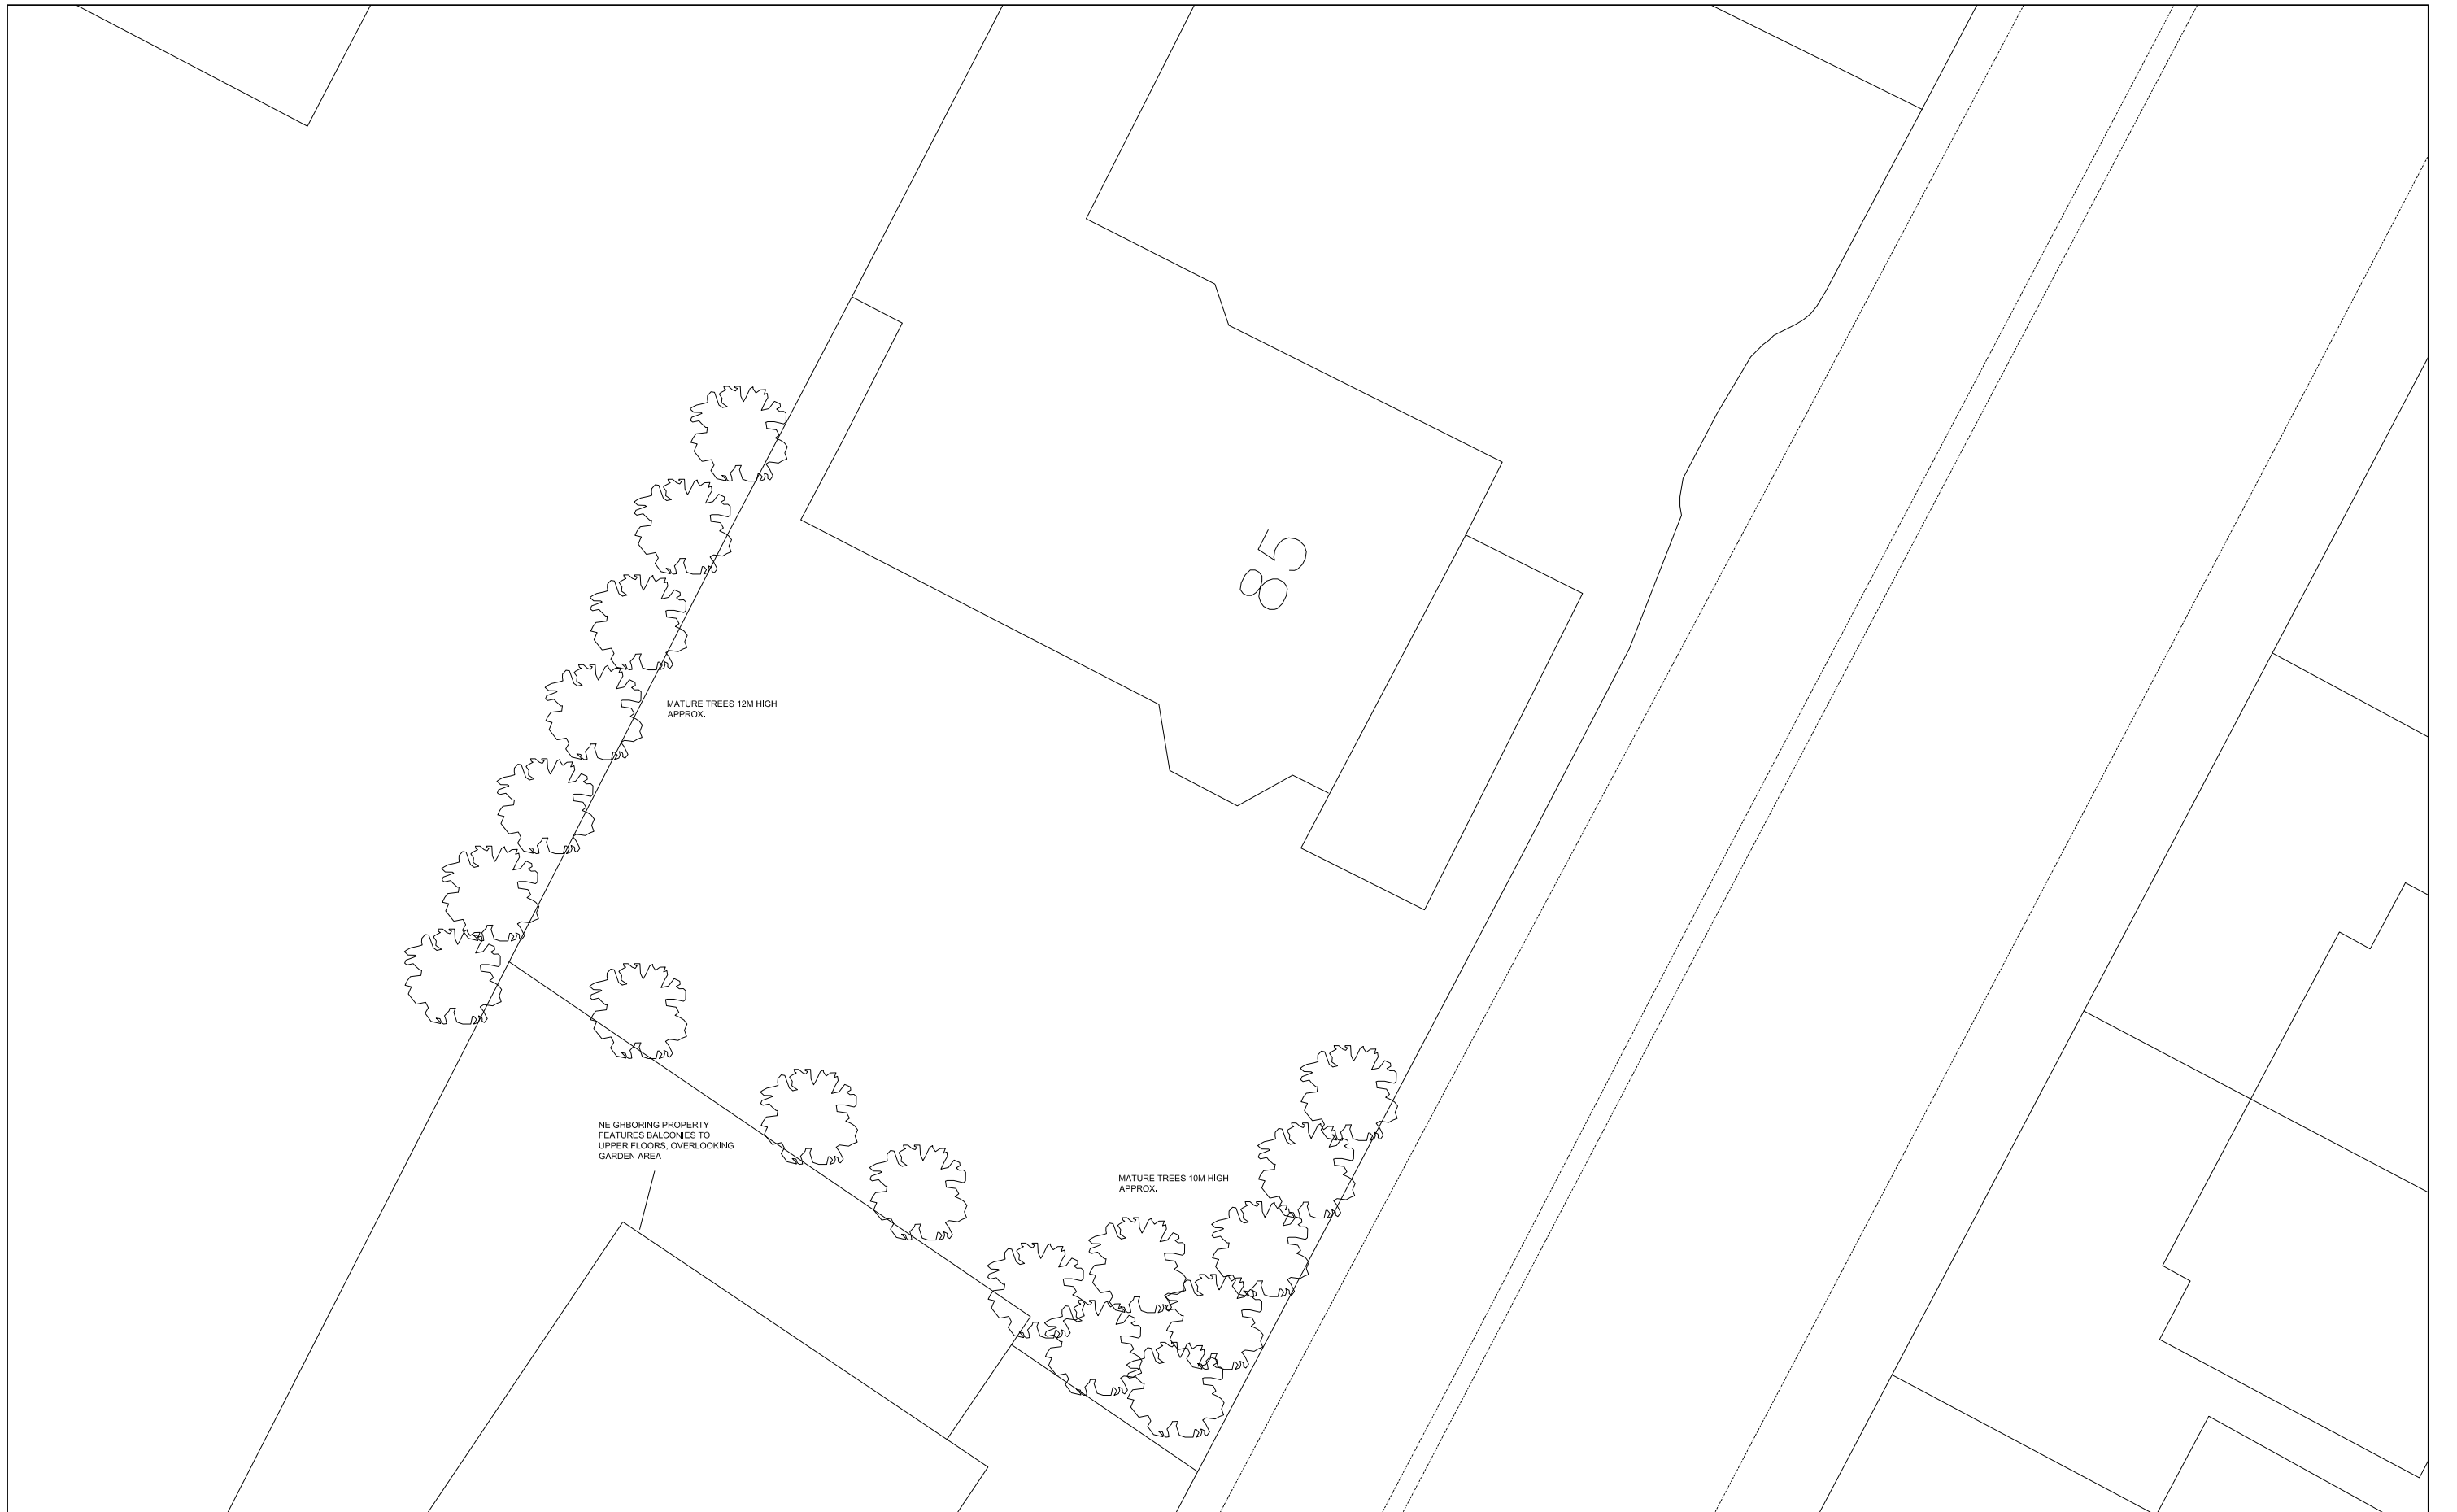 85
MATURE TREES 12M HIGH
APPROX.
NEIGHBORING PROPERTY
FEATURES BALCONIES TO
UPPER FLOORS, OVERLOOKING
GARDEN AREA
MATURE TREES 10M HIGH
APPROX.